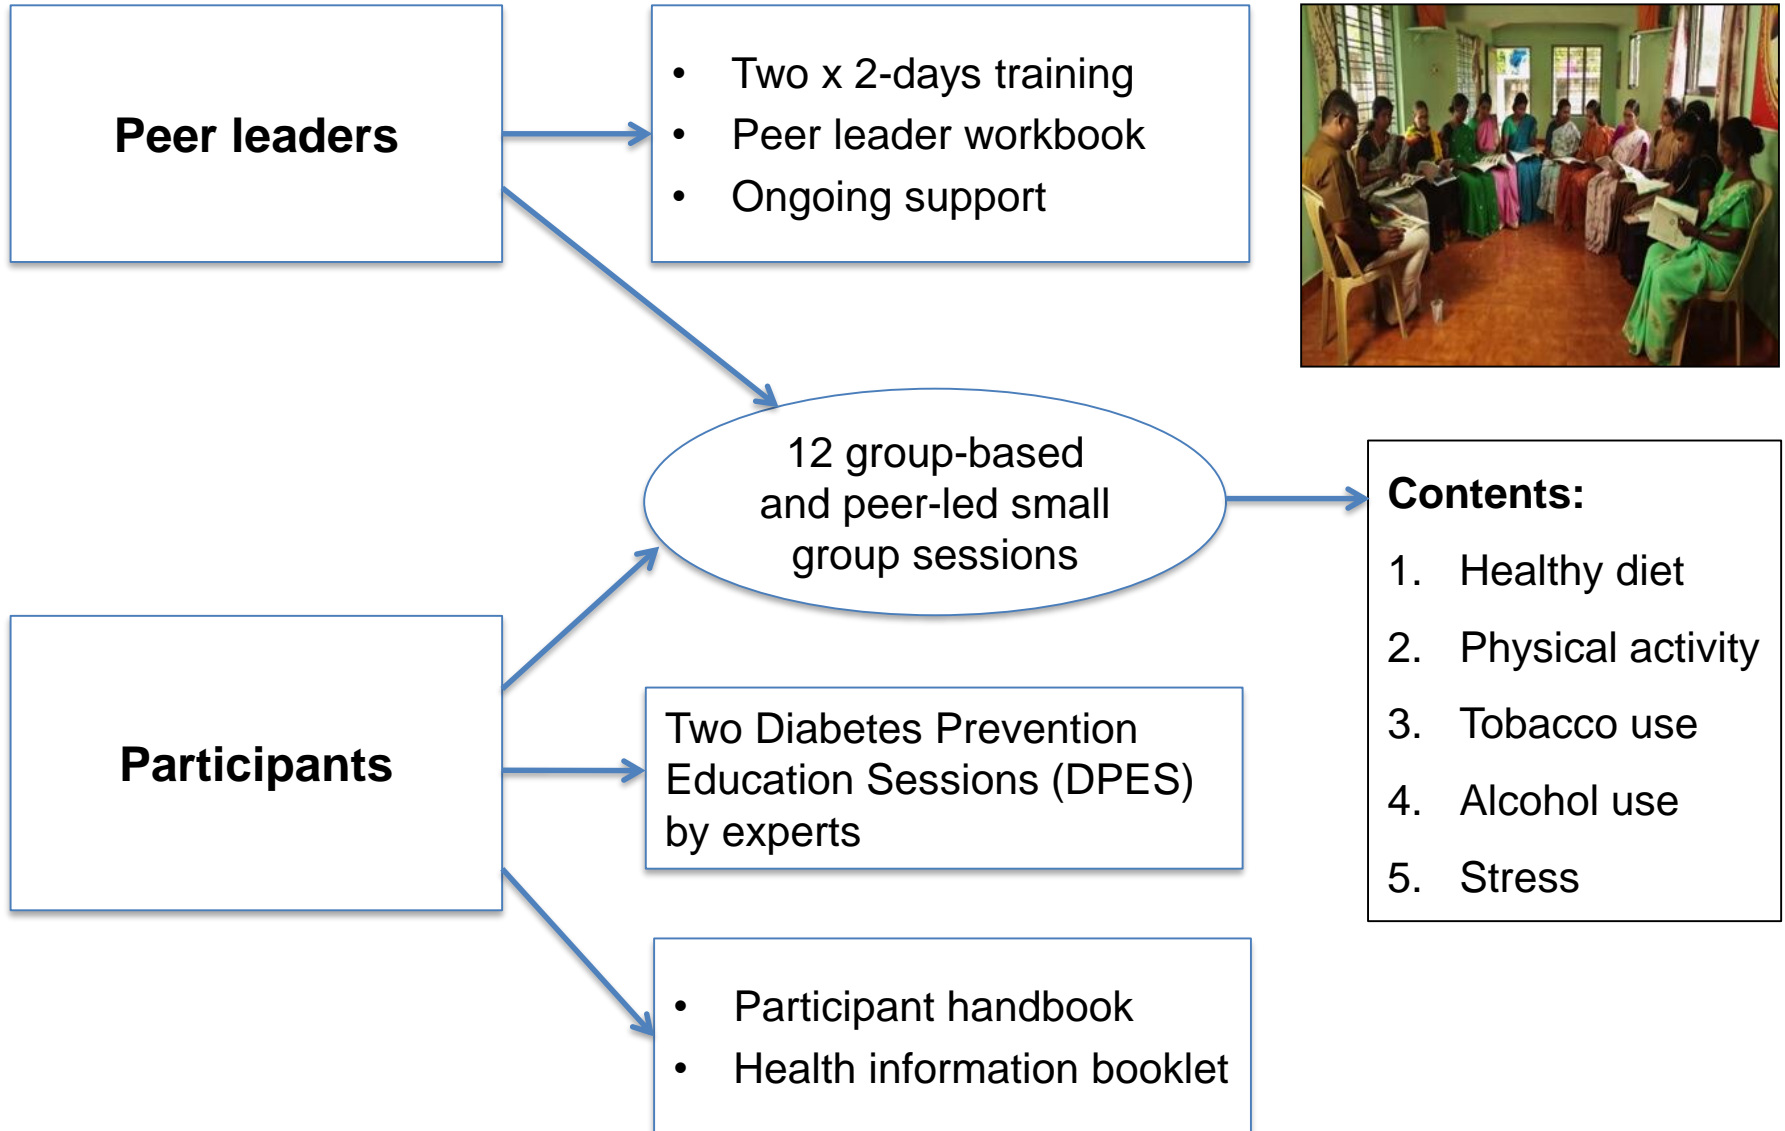 Peer leaders
• Two x 2-days training
• Peer leader workbook
• Ongoing support
12 group-based
and peer-led small
group sessions
Contents:
1. Healthy diet
2. Physical activity
3. Tobacco use
4. Alcohol use
5. Stress
Participants
Two Diabetes Prevention
Education Sessions (DPES)
by experts
• Participant handbook
• Health information booklet